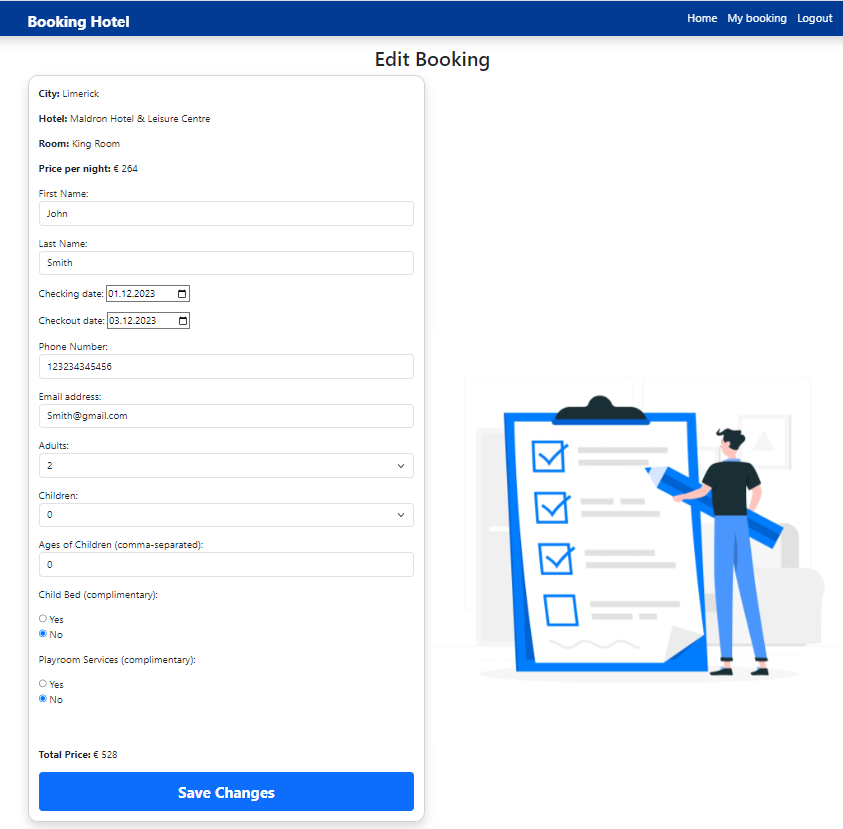 Booking Hotel
Home My booking Logout
Edit Booking
City: Limerick
Hotel: Maldron Hotel & Leisure Centre
Room: King Room
Price per night: € 264
First Name:
John
Last Name:
Smith
Checking date: 01.12.2023
Checkout date: 03.12.2023
Phone Number:
123234345456
Email address:
Smith@gmail.com
Adults:
2
Children:
0
Ages of Children (comma-separated):
0
Child Bed (complimentary):
Yes
No
Playroom Services (complimentary):
Yes
No
Total Price: € 528
Save Changes